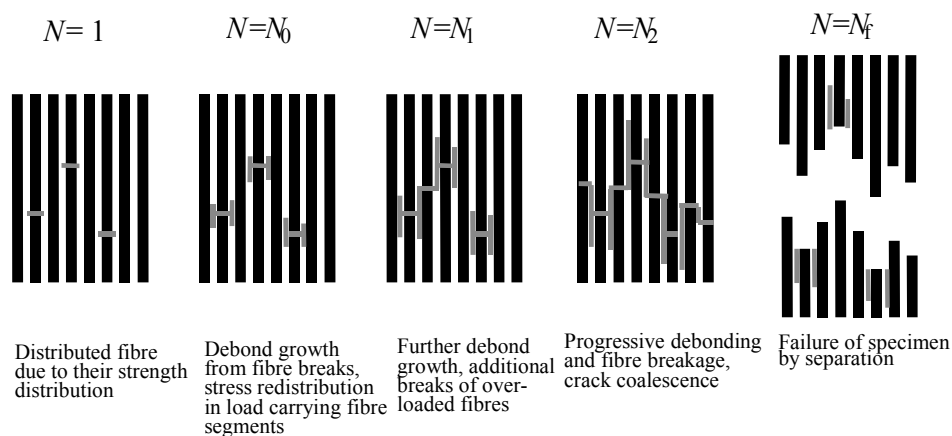 N= 1
N=N0
N=N1
N=N2
N=Nf
Distributed fibre
due to their strength
distribution
Debond growth
from fibre breaks,
stress redistribution
in load carrying fibre
segments
Further debond
growth, additional
breaks of over-
loaded fibres
Progressive debonding
and fibre breakage,
crack coalescence
Failure of specimen
by separation